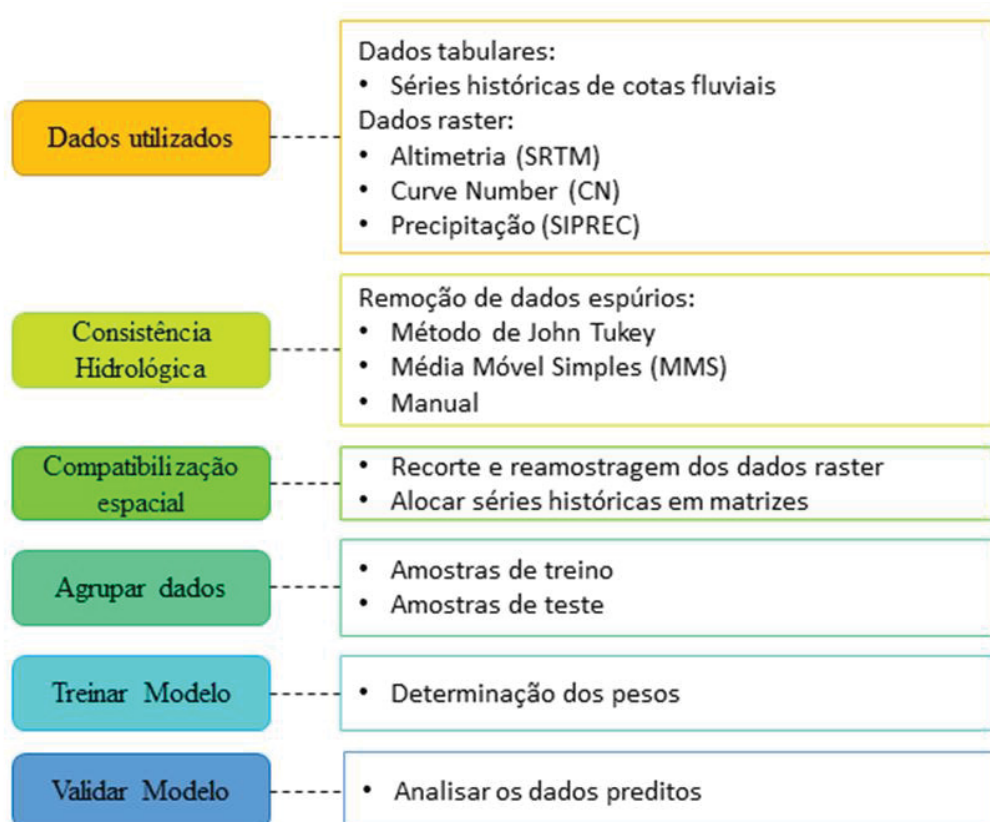 Dados utilizados
Dados tabulares:
• Séries históricas de cotas fluviais
Dados raster:
• Altimetria (SRTM)
• Curve Number (CN)
• Precipitação (SIPREC)
Consistência
Hidrológica
Remoção de dados espúrios:
• Método de John Tukey
• Média Móvel Simples (MMS)
• Manual
Compatibilização
espacial
• Recorte e reamostragem dos dados raster
• Alocar séries históricas em matrizes
Agrupar dados
• Amostras de treino
• Amostras de teste
Treinar Modelo
• Determinação dos pesos
Validar Modelo
• Analisar os dados preditos